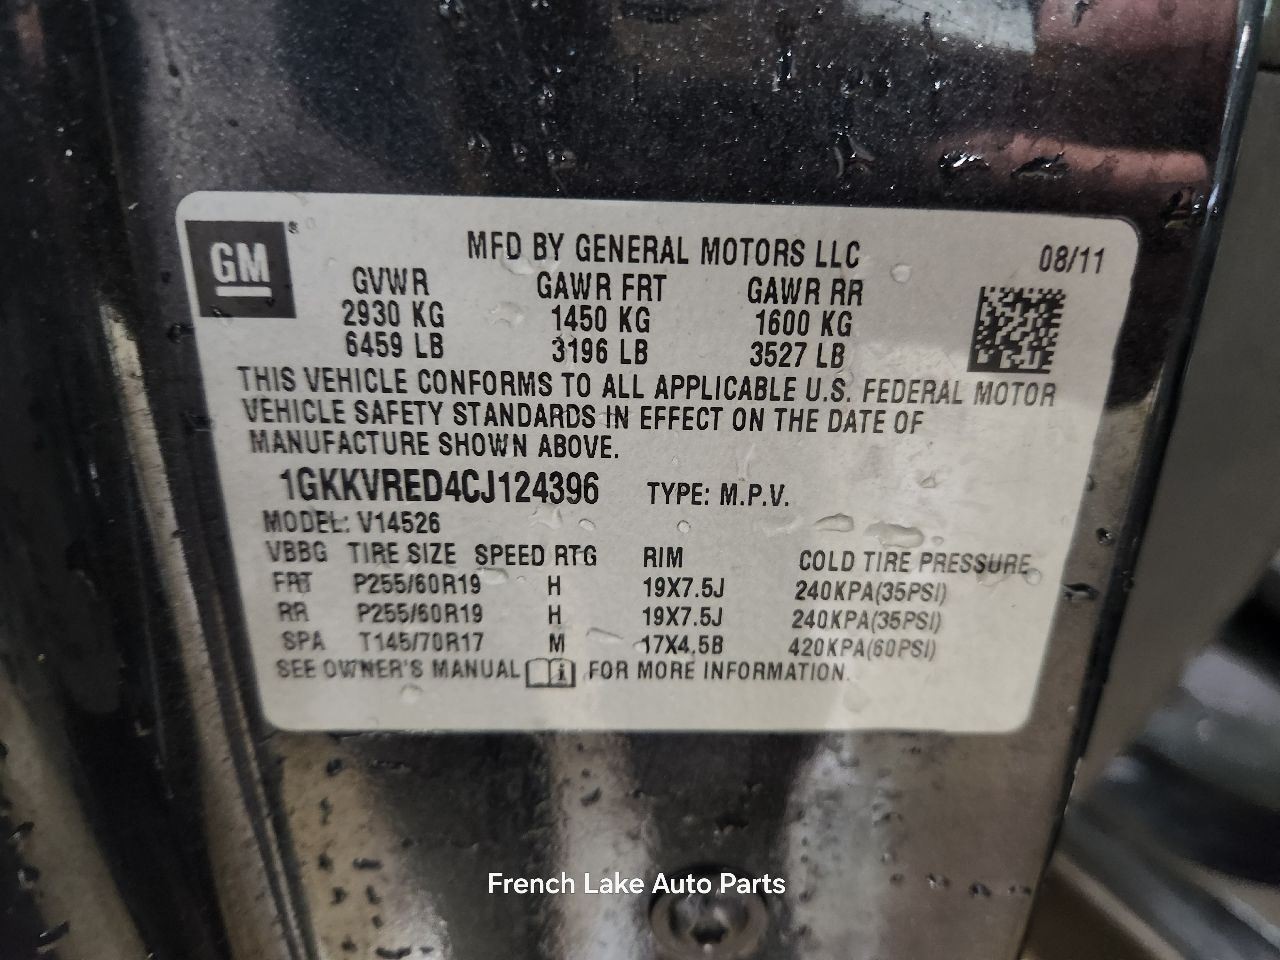 GM®
MFD BY GENERAL MOTORS LLC 08/11
GVWR GAWR FRT GAWR RR
2930 KG 1450 KG 1600 KG
6459 LB 3196 LB 3527 LB
THIS VEHICLE CONFORMS TO ALL APPLICABLE U.S. FEDERAL MOTOR
VEHICLE SAFETY STANDARDS IN EFFECT ON THE DATE OF
MANUFACTURE SHOWN ABOVE.
1GKKVRED4CJ124396 TYPE: M.P.V.
MODEL: V14526
VBBG TIRE SIZE SPEED RTG RIM COLD TIRE PRESSURE
FRT P255/60R19 H 19X7.5J 240KPA(35PSI)
RR P255/60R19 H 19X7.5J 240KPA(35PSI)
SPA T145/70R17 M 17X4.5B 420KPA(60PSI)
SEE OWNER'S MANUAL i FOR MORE INFORMATION.
French Lake Auto Parts